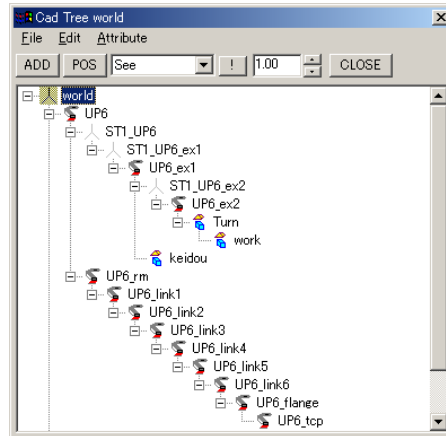 Cad Tree world
File Edit Attribute
ADD POS See ! 1.00 CLOSE
world
UP6
ST1_UP6
ST1_UP6_ex1
UP6_ex1
ST1_UP6_ex2
UP6_ex2
Turn
work
keidou
UP6_rm
UP6_link1
UP6_link2
UP6_link3
UP6_link4
UP6_link5
UP6_link6
UP6_flange
UP6_tcp